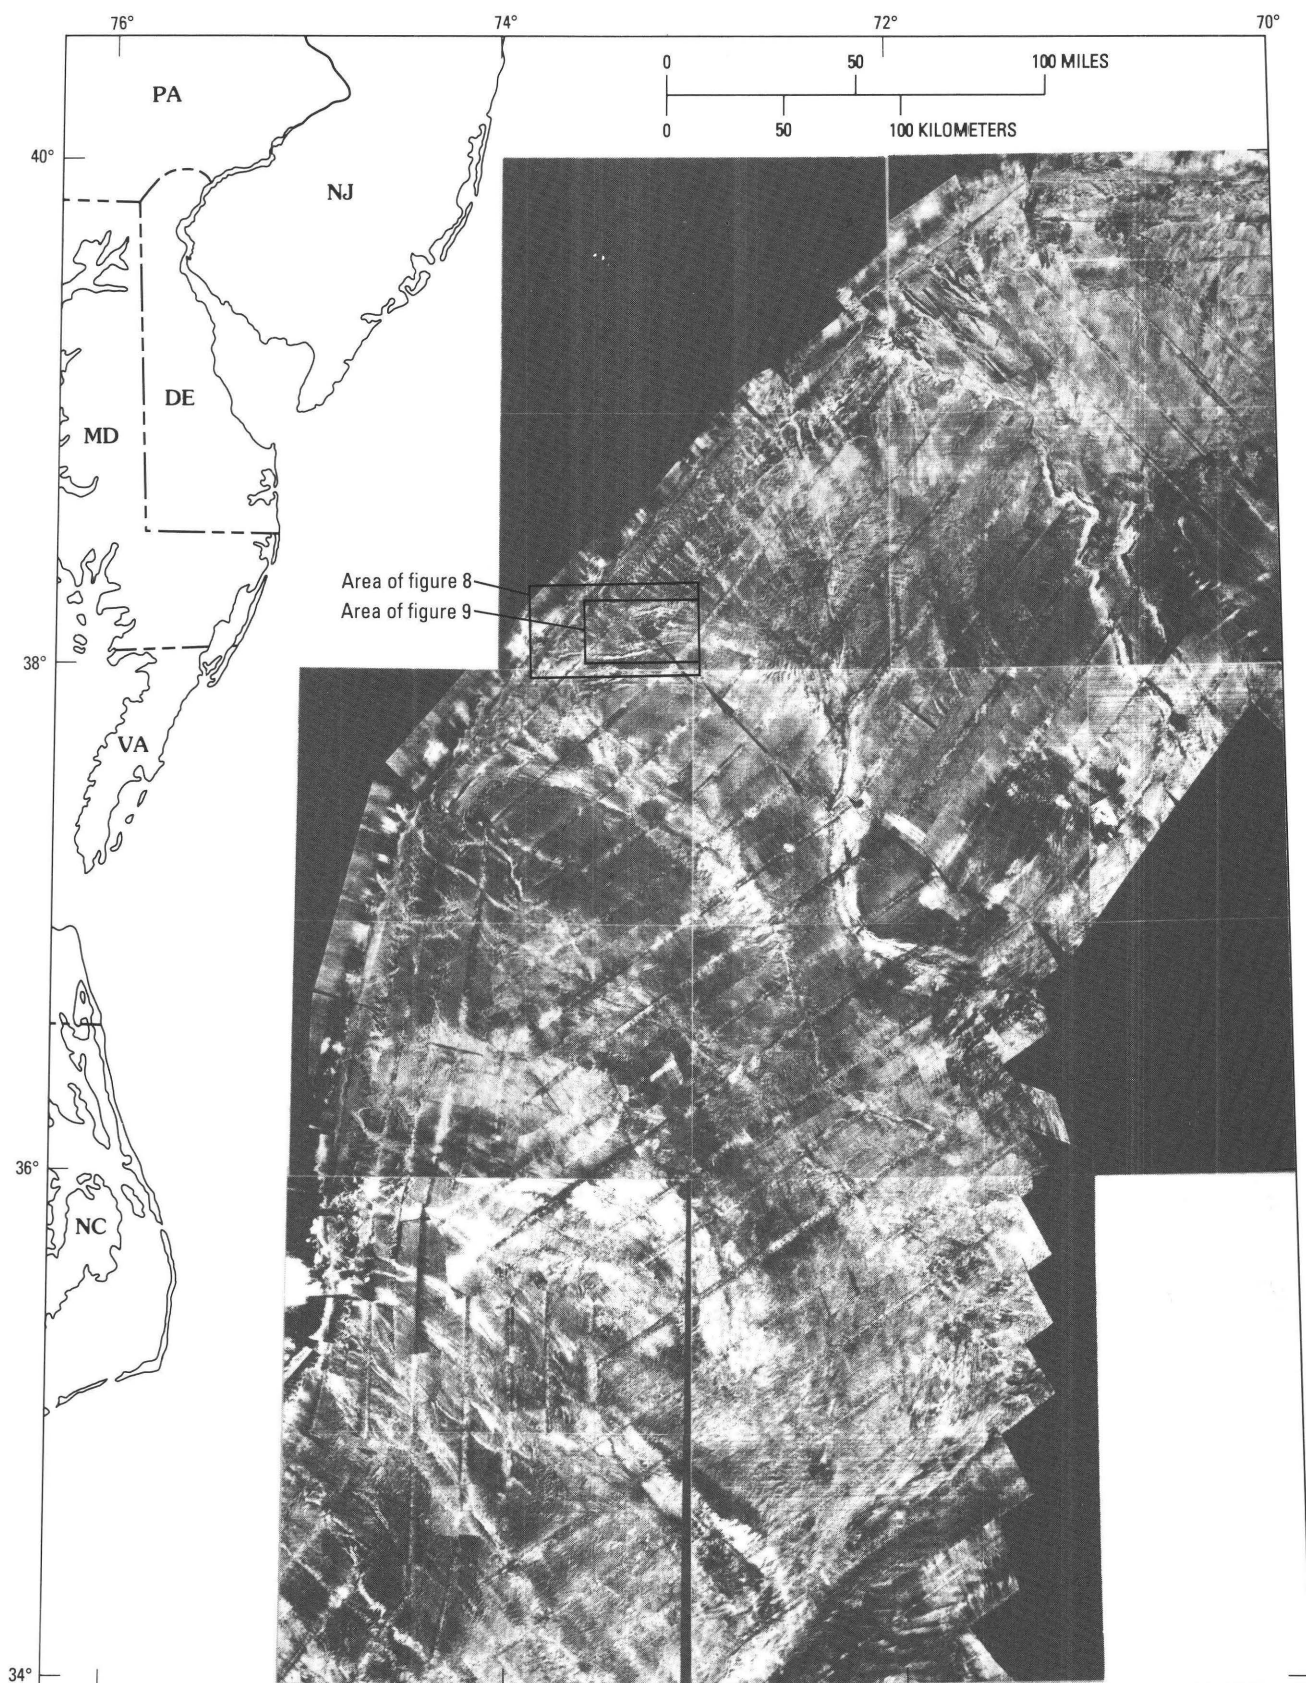 76°
74°
72°
70°
0
50
100 MILES
0
50
100 KILOMETERS
PA
40°
NJ
DE
MD
Area of figure 8
Area of figure 9
38°
VA
36°
NC
34°